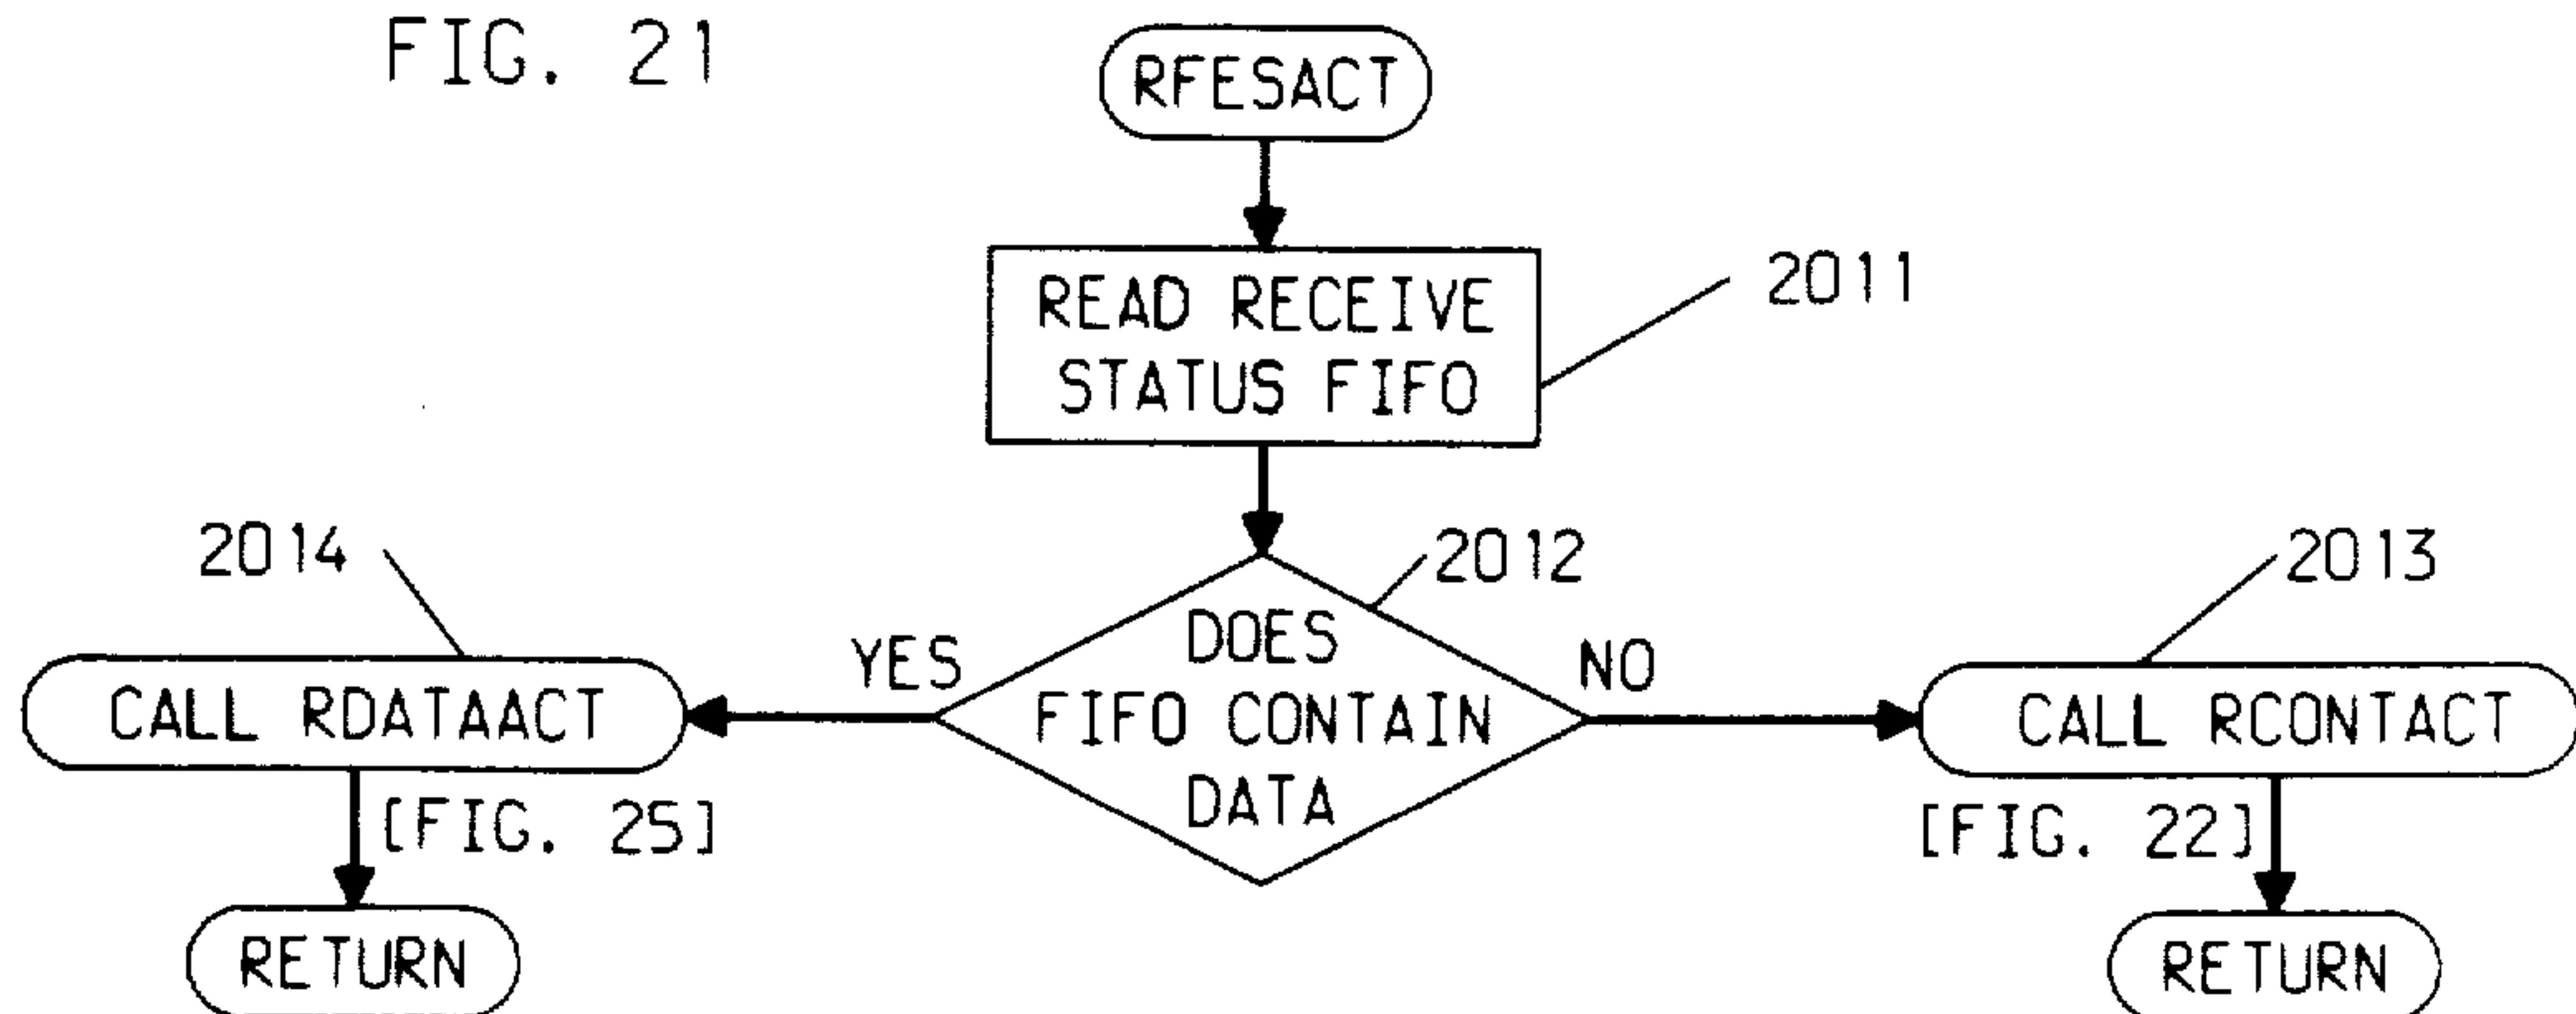 FIG. 21
RFESACT
READ RECEIVE
STATUS FIFO
2011
2014
2012
2013
YES
DOES
FIFO CONTAIN
DATA
NO
CALL RDATAACT
CALL RCONTACT
[FIG. 25]
[FIG. 22]
RETURN
RETURN